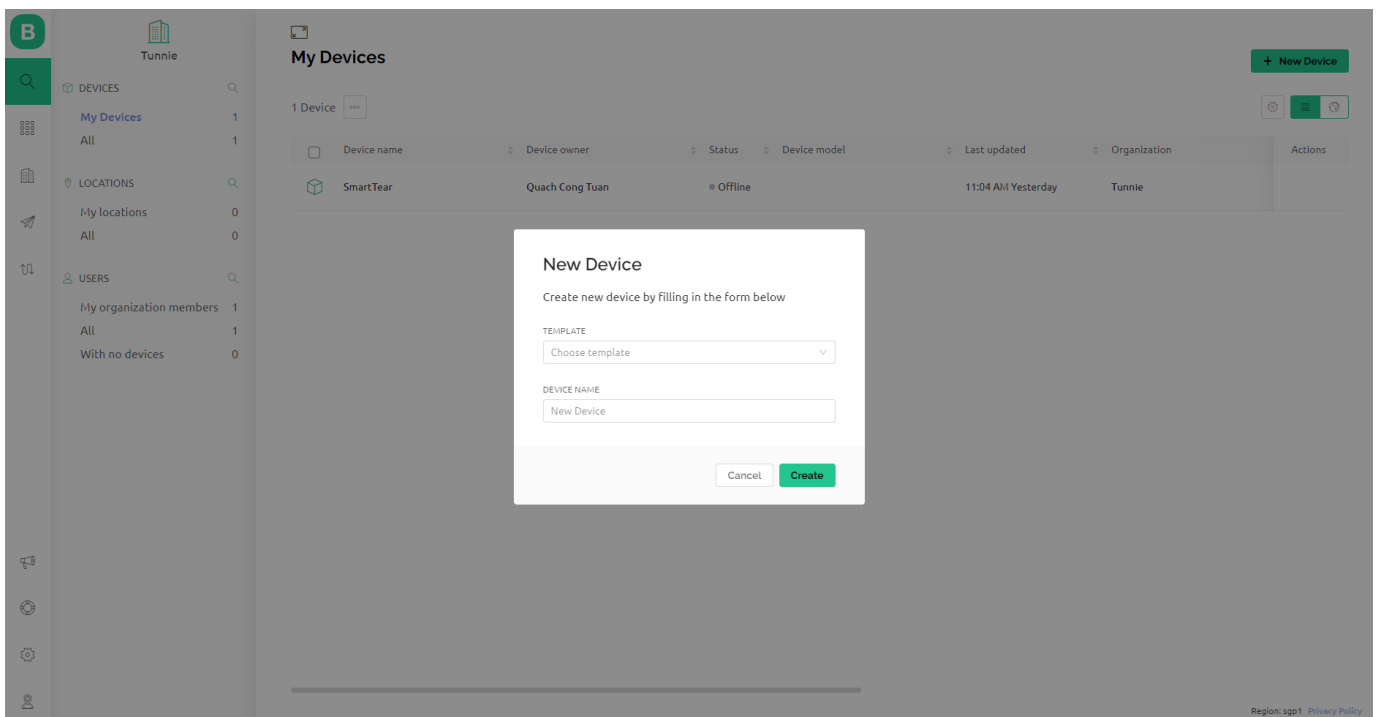 B
Tunnie
DEVICES
My Devices 1
All 1
LOCATIONS
My locations 0
All 0
USERS
My organization members 1
All 1
With no devices 0
My Devices
+ New Device
1 Device
Device name Device owner Status Device model Last updated Organization Actions
SmartTear Quach Cong Tuan Offline 11:04 AM Yesterday Tunnie
New Device
Create new device by filling in the form below
TEMPLATE
Choose template
DEVICE NAME
New Device
Cancel Create
Region: sgp1 Privacy Policy